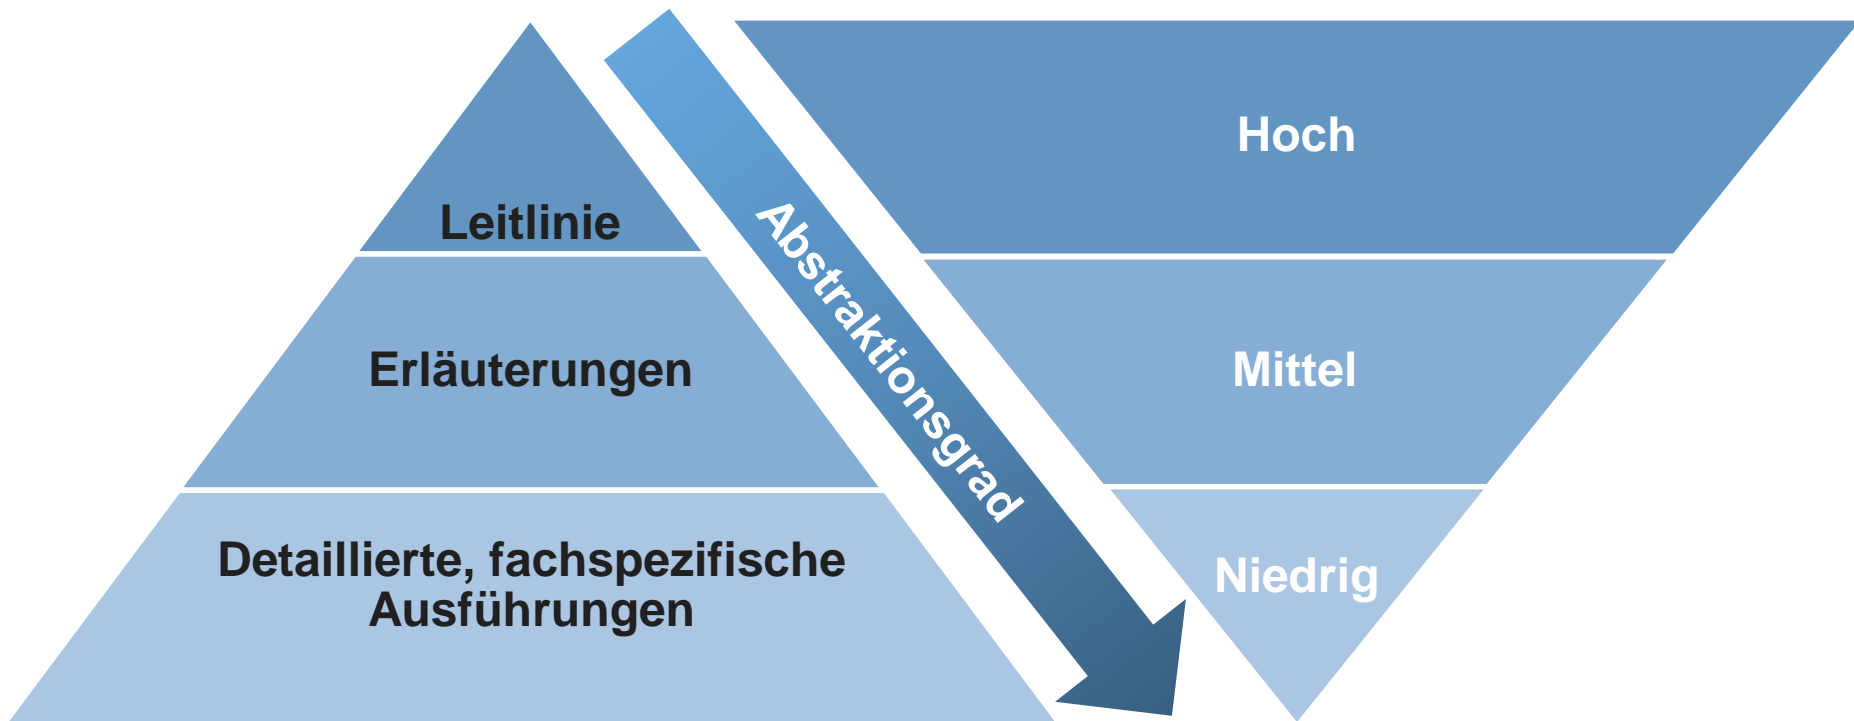 Leitlinie
Erläuterungen
Detaillierte, fachspezifische
Ausführungen
Abstraktionsgrad
Hoch
Mittel
Niedrig